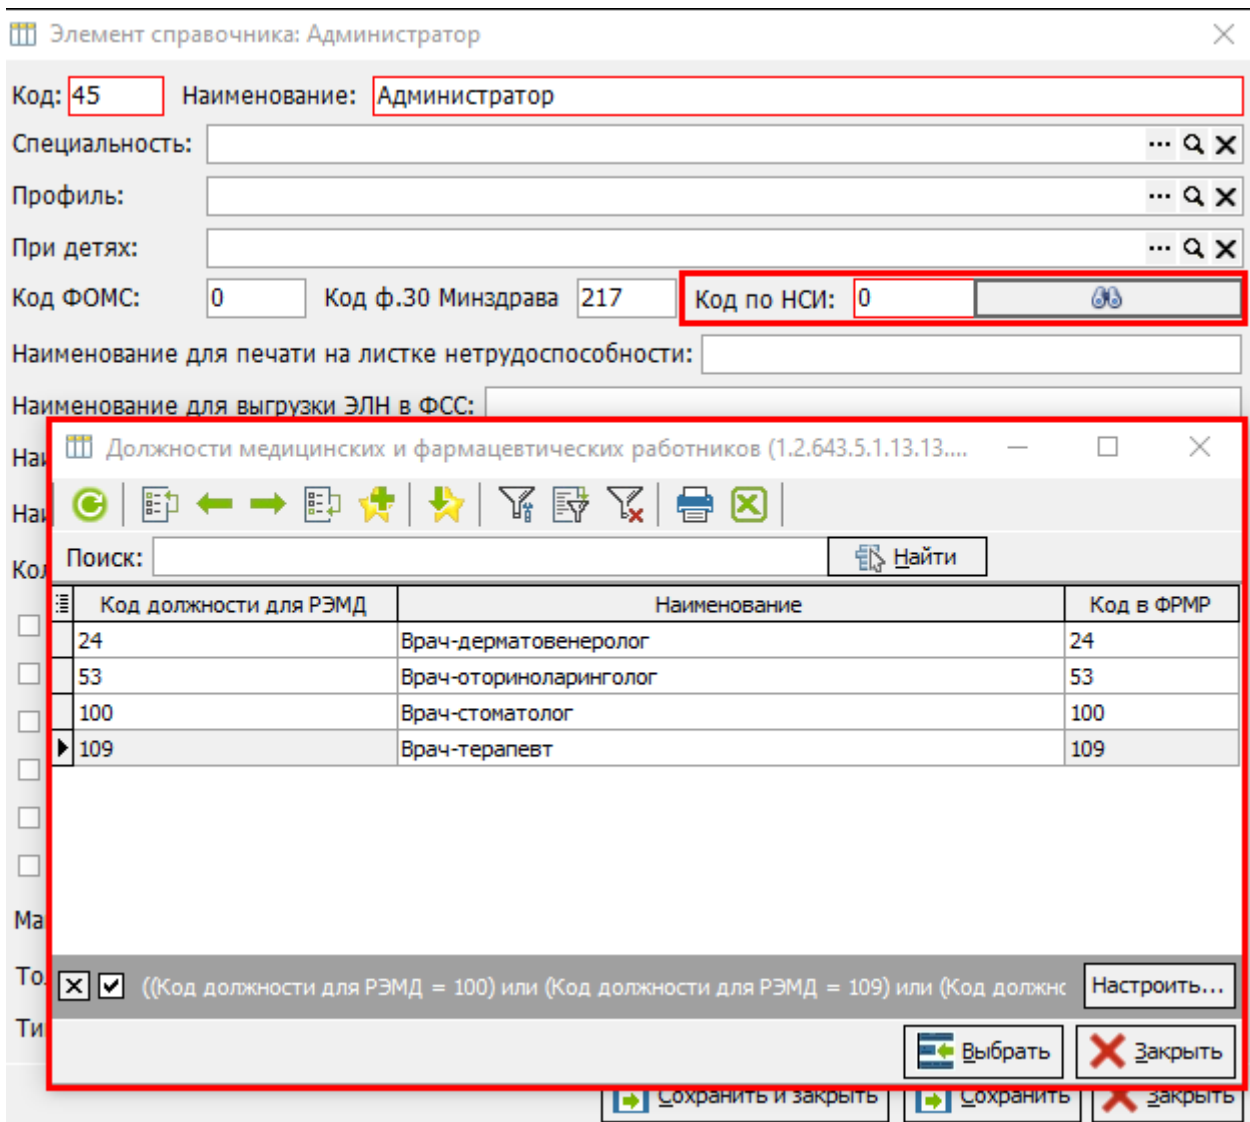 Элемент справочника: Администратор
Код: 45 Наименование: Администратор
Специальность:
Профиль:
При детях:
Код ФОМС: 0 Код ф.30 Минздрава 217 Код по НСИ: 0
Наименование для печати на листке нетрудоспособности:
Наименование для выгрузки ЭЛН в ФСС:
Должности медицинских и фармацевтических работников (1.2.643.5.1.13.13....
Поиск: Найти
Код должности для РЭМД Наименование Код в ФРМР
24 Врач-дерматовенеролог 24
53 Врач-оториноларинголог 53
100 Врач-стоматолог 100
109 Врач-терапевт 109
((Код должности для РЭМД = 100) или (Код должности для РЭМД = 109) или (Код должно Настроить...
Выбрать Закрыть
Сохранить и закрыть Сохранить Закрыть